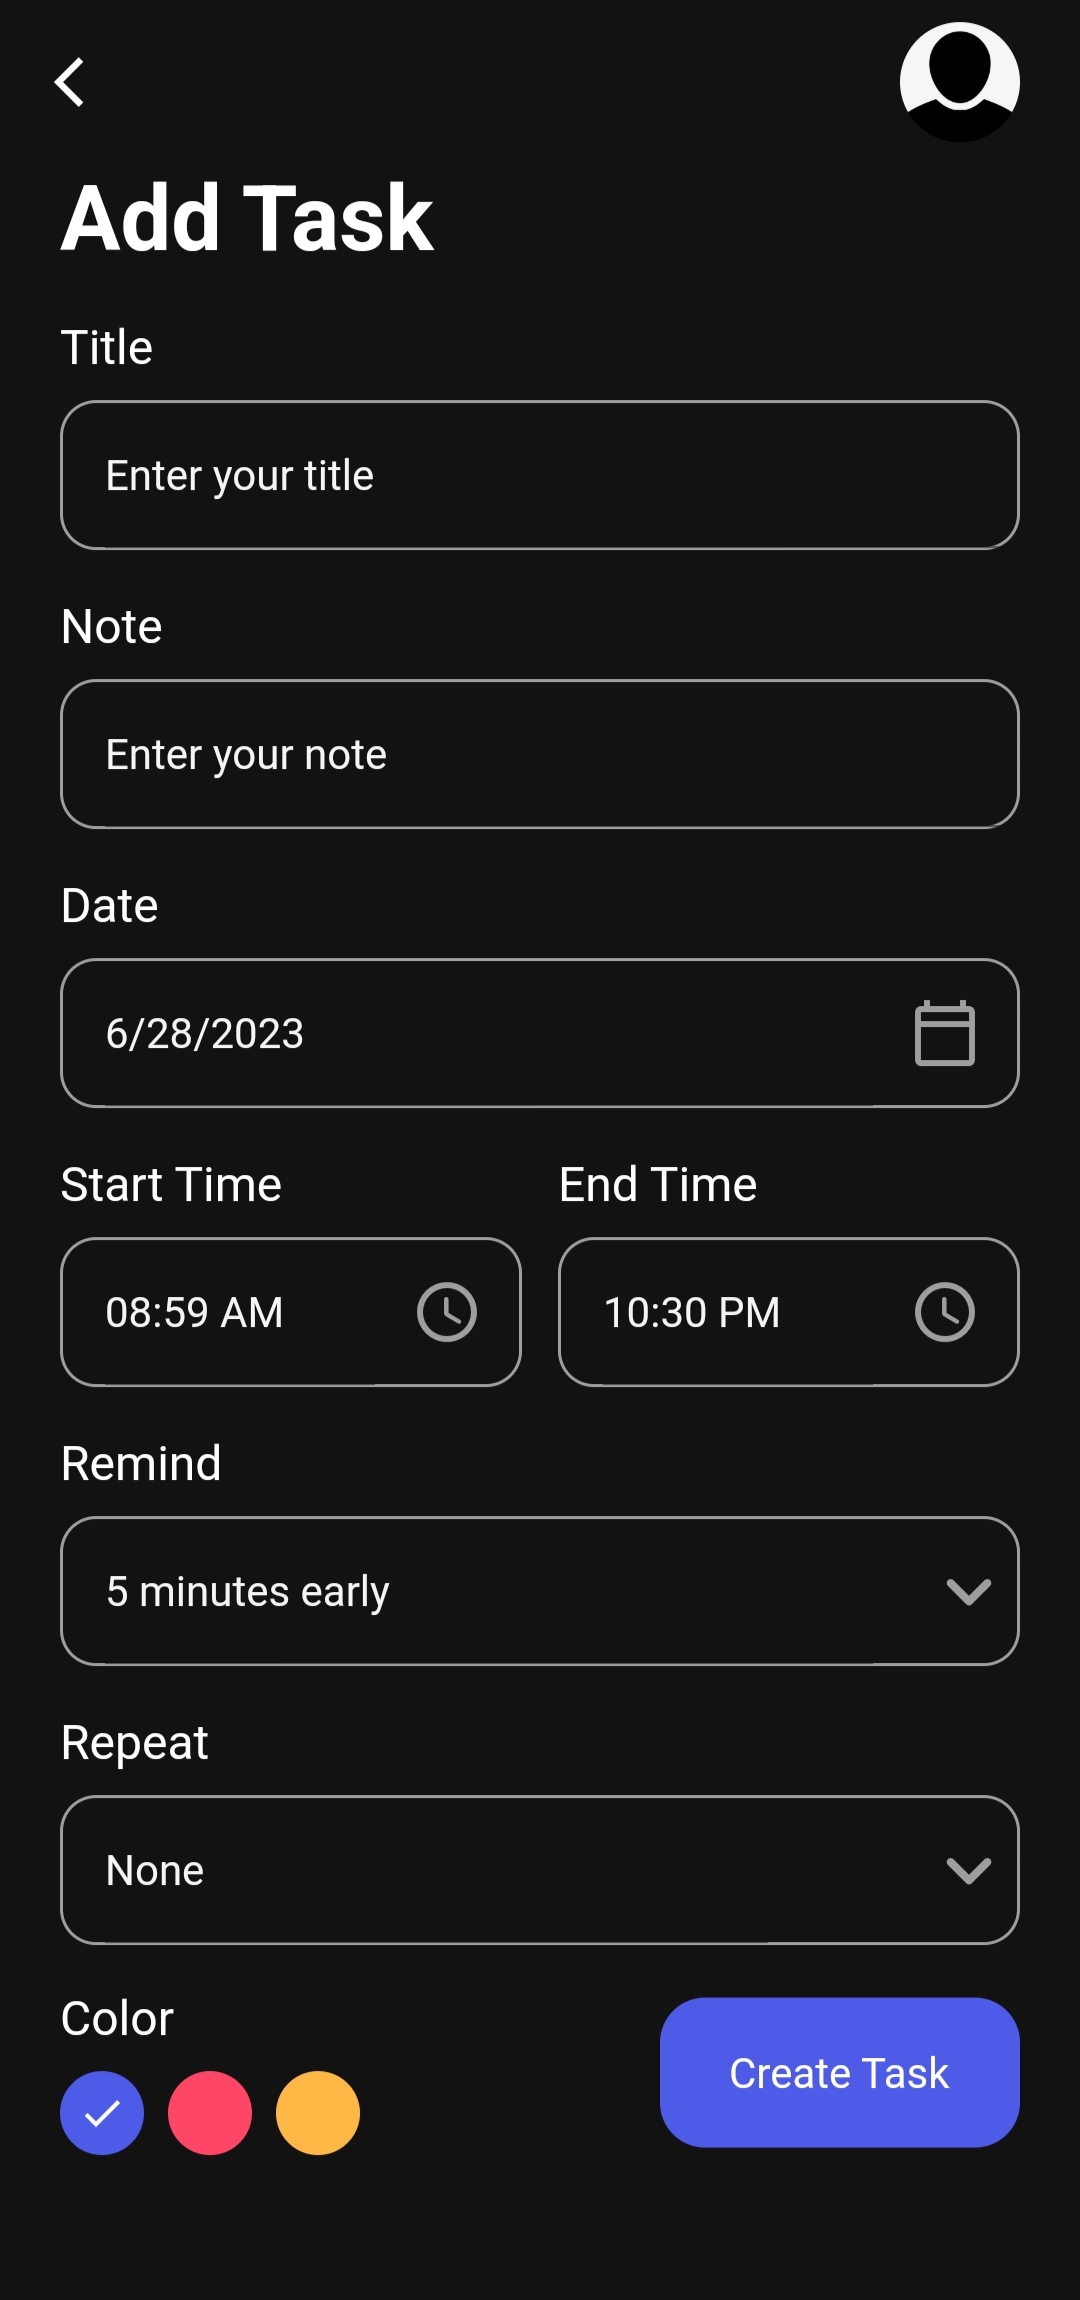 Add Task
Title
Enter your title
Note
Enter your note
Date
6/28/2023
Start Time End Time
08:59 AM 10:30 PM
Remind
5 minutes early
Repeat
None
Color
Create Task